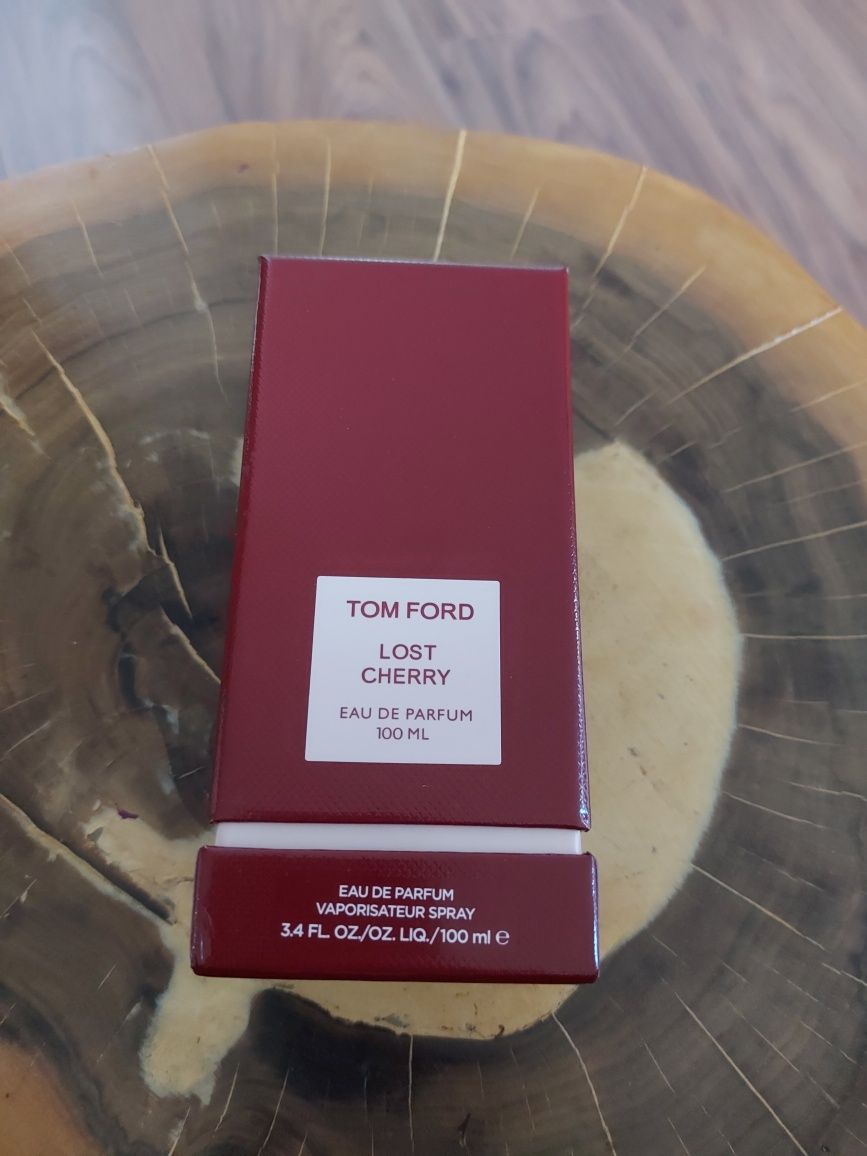 TOM FORD
LOST
CHERRY
EAU DE PARFUM
100 ML
EAU DE PARFUM
VAPORISATEUR SPRAY
3.4 FL. OZ./OZ. LIQ./100 ml ℮